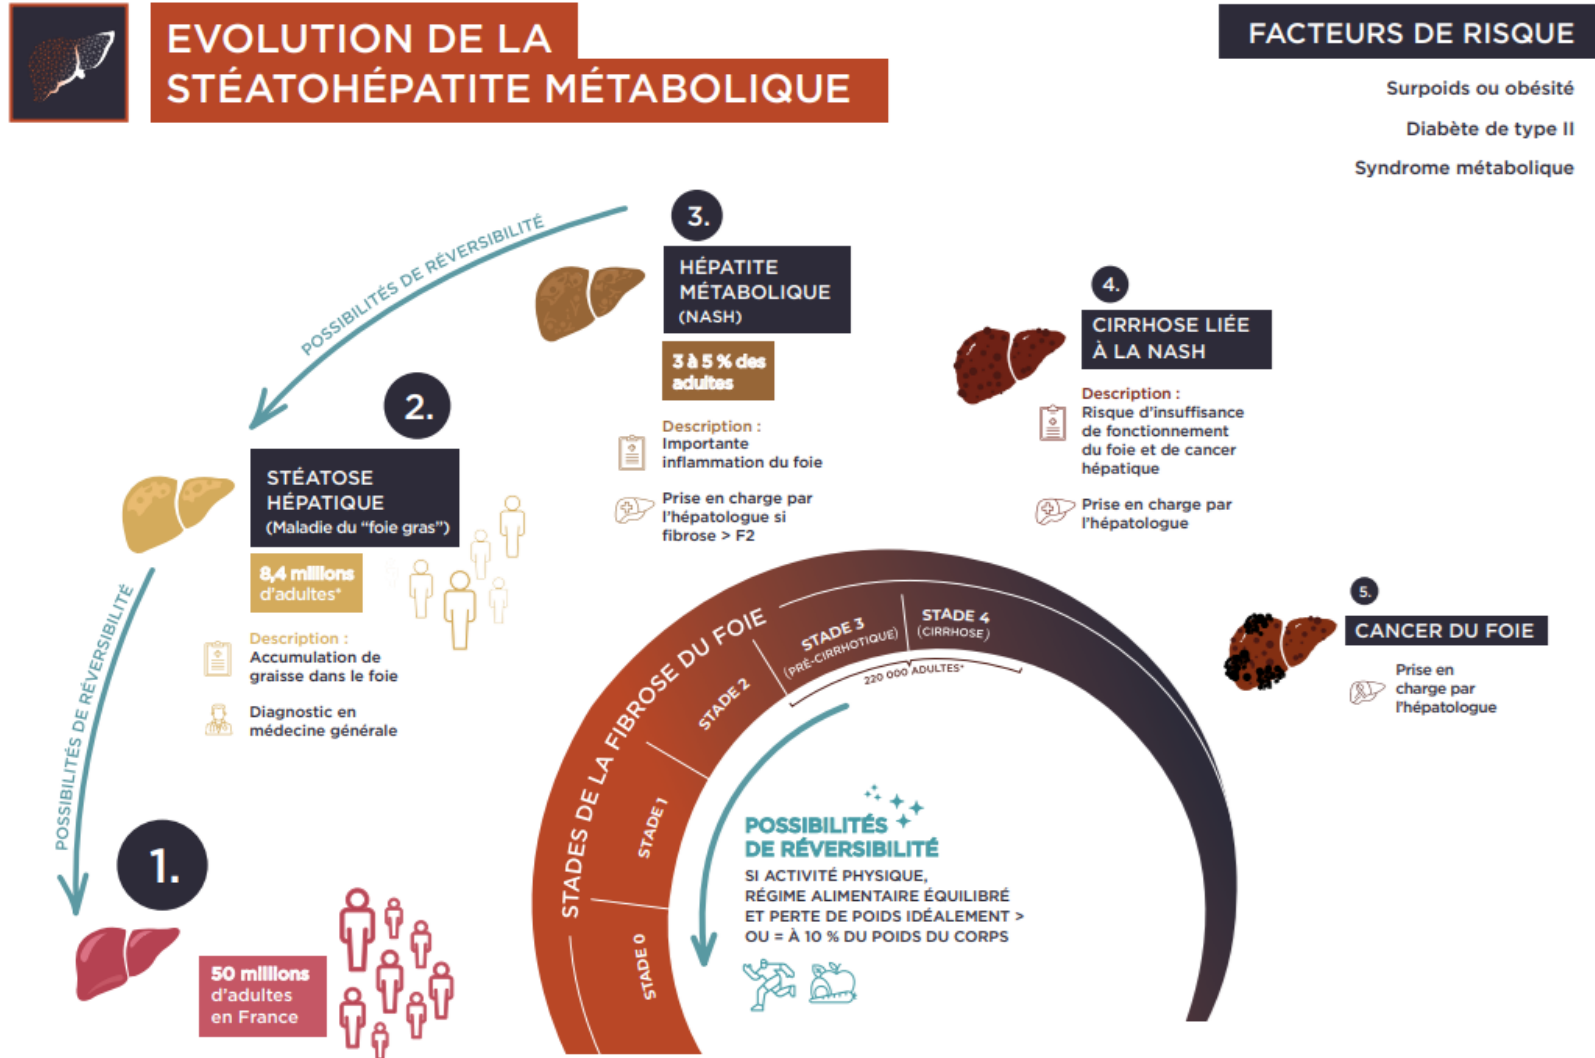 EVOLUTION DE LA
STÉATOHÉPATITE MÉTABOLIQUE
FACTEURS DE RISQUE
Surpoids ou obésité
Diabète de type II
Syndrome métabolique
POSSIBILITÉS DE RÉVERSIBILITÉ
3.
HÉPATITE
MÉTABOLIQUE
(NASH)
3 à 5 % des
adultes
Description :
Importante
inflammation du foie
Prise en charge par
l'hépatologue si
fibrose > F2
4.
CIRRHOSE LIÉE
À LA NASH
Description :
Risque d'insuffisance
de fonctionnement
du foie et de cancer
hépatique
Prise en charge par
l'hépatologue
2.
STÉATOSE
HÉPATIQUE
(Maladie du “foie gras”)
8,4 millions
d'adultes*
Description :
Accumulation de
graisse dans le foie
Diagnostic en
médecine générale
5.
CANCER DU FOIE
Prise en
charge par
l'hépatologue
POSSIBILITÉS DE RÉVERSIBILITÉ
1.
50 millions
d'adultes
en France
STADES DE LA FIBROSE DU FOIE
STADE 0
STADE 1
STADE 2
STADE 3
(PRÉ-CIRRHOTIQUE)
STADE 4
(CIRRHOSE)
220 000 ADULTES*
POSSIBILITÉS
DE RÉVERSIBILITÉ
SI ACTIVITÉ PHYSIQUE,
RÉGIME ALIMENTAIRE ÉQUILIBRÉ
ET PERTE DE POIDS IDÉALEMENT >
OU = À 10 % DU POIDS DU CORPS